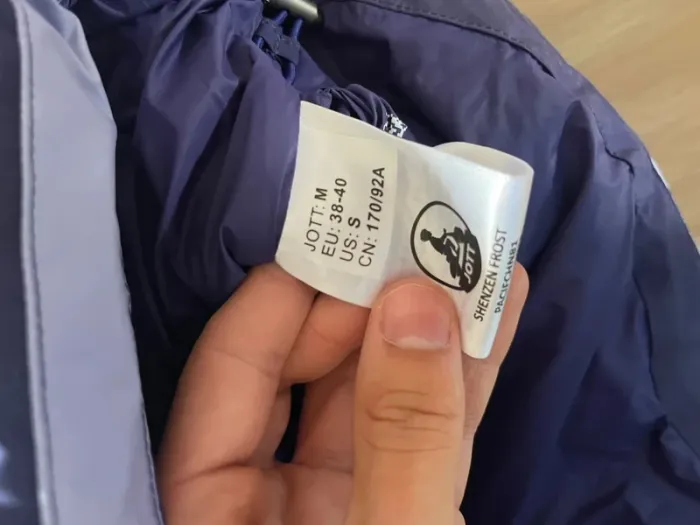 JOTT: M
EU: 38-40
US: S
CN: 170/92A
JOTT
SHENZEN FROST